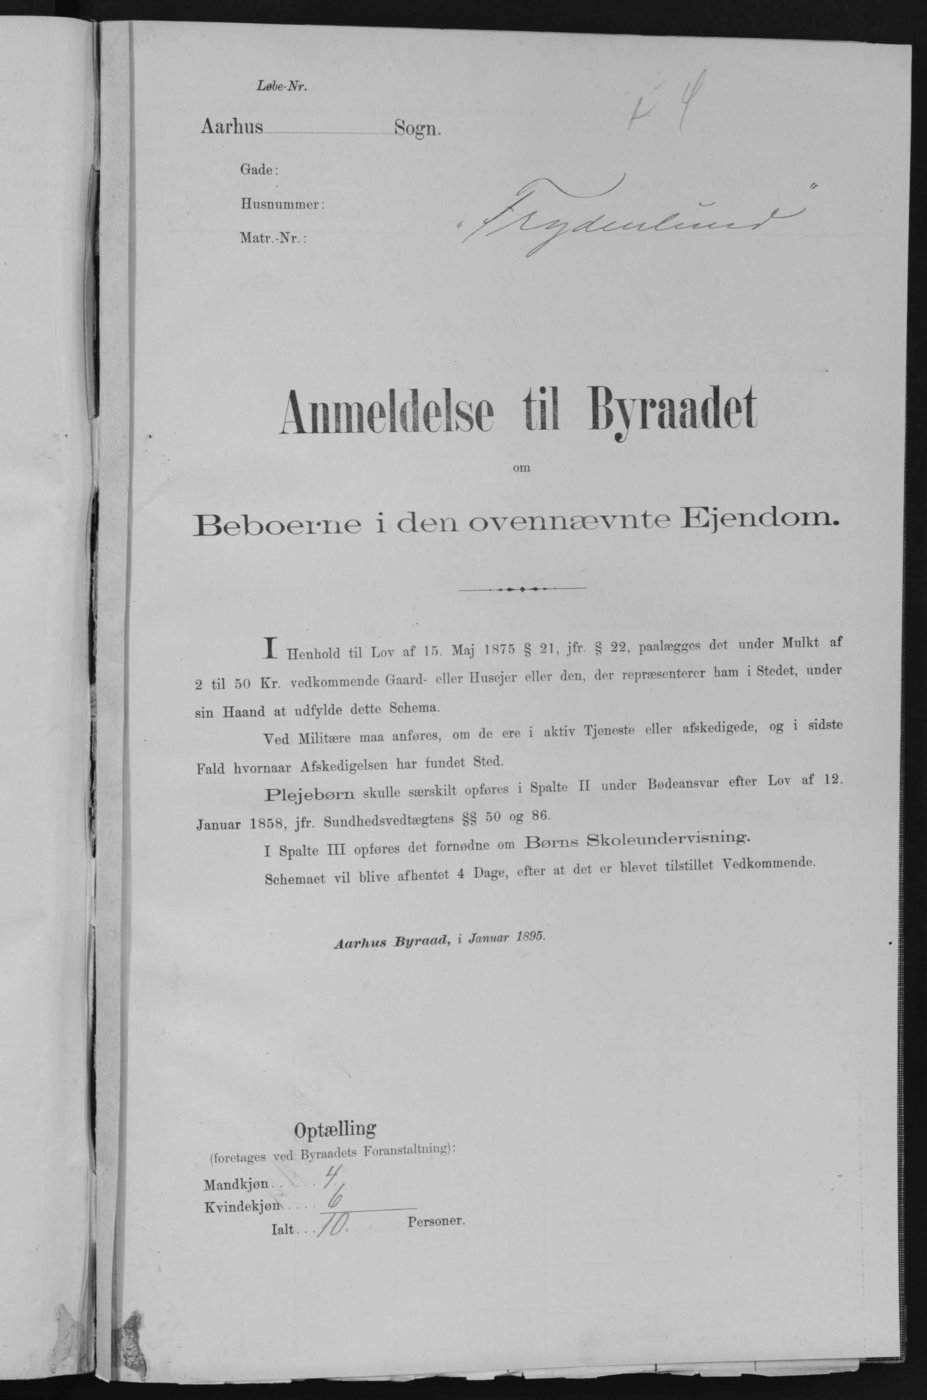 Løbe-Nr.
Aarhus Sogn.
4
Gade:
Husnummer:
Matr.-Nr.:
"Frydenlund"
Anmeldelse til Byraadet
om
Beboerne i den ovennævnte Ejendom.
I Henhold til Lov af 15. Maj 1875 § 21, jfr. § 22, paalægges det under Mulkt af
2 til 50 Kr. vedkommende Gaard- eller Husejer eller den, der repræsenterer ham i Stedet, under
sin Haand at udfylde dette Schema.
Ved Militære maa anføres, om de ere i aktiv Tjeneste eller afskedigede, og i sidste
Fald hvornaar Afskedigelsen har fundet Sted.
Plejebørn skulle særskilt opføres i Spalte II under Bødeansvar efter Lov af 12.
Januar 1858, jfr. Sundhedsvedtægtens §§ 50 og 86.
I Spalte III opføres det fornødne om Børns Skoleundervisning.
Schemaet vil blive afhentet 4 Dage, efter at det er blevet tilstillet Vedkommende.
Aarhus Byraad, i Januar 1895.
Optælling
(foretages ved Byraadets Foranstaltning):
Mandkjøn 4
Kvindekjøn 6
Ialt 10. Personer.